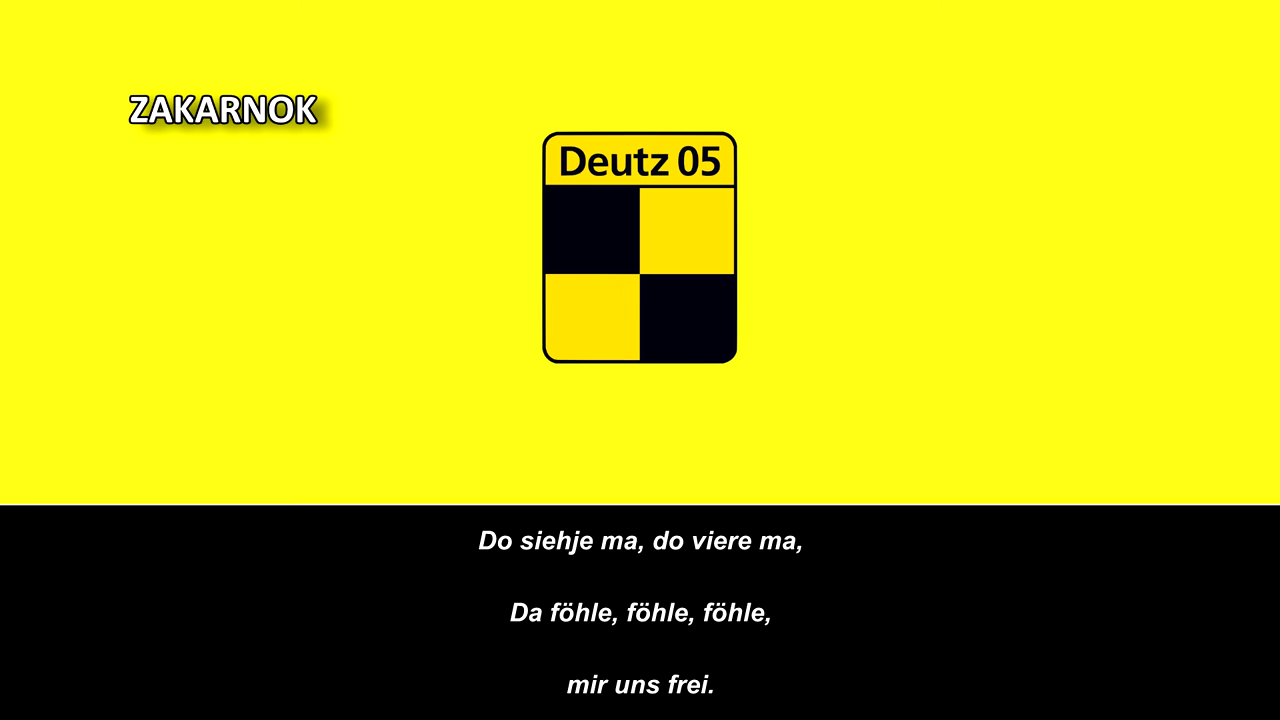 ZAKARNOK
Deutz 05
Do siehje ma, do viere ma,
Da föhle, föhle, föhle,
mir uns frei.